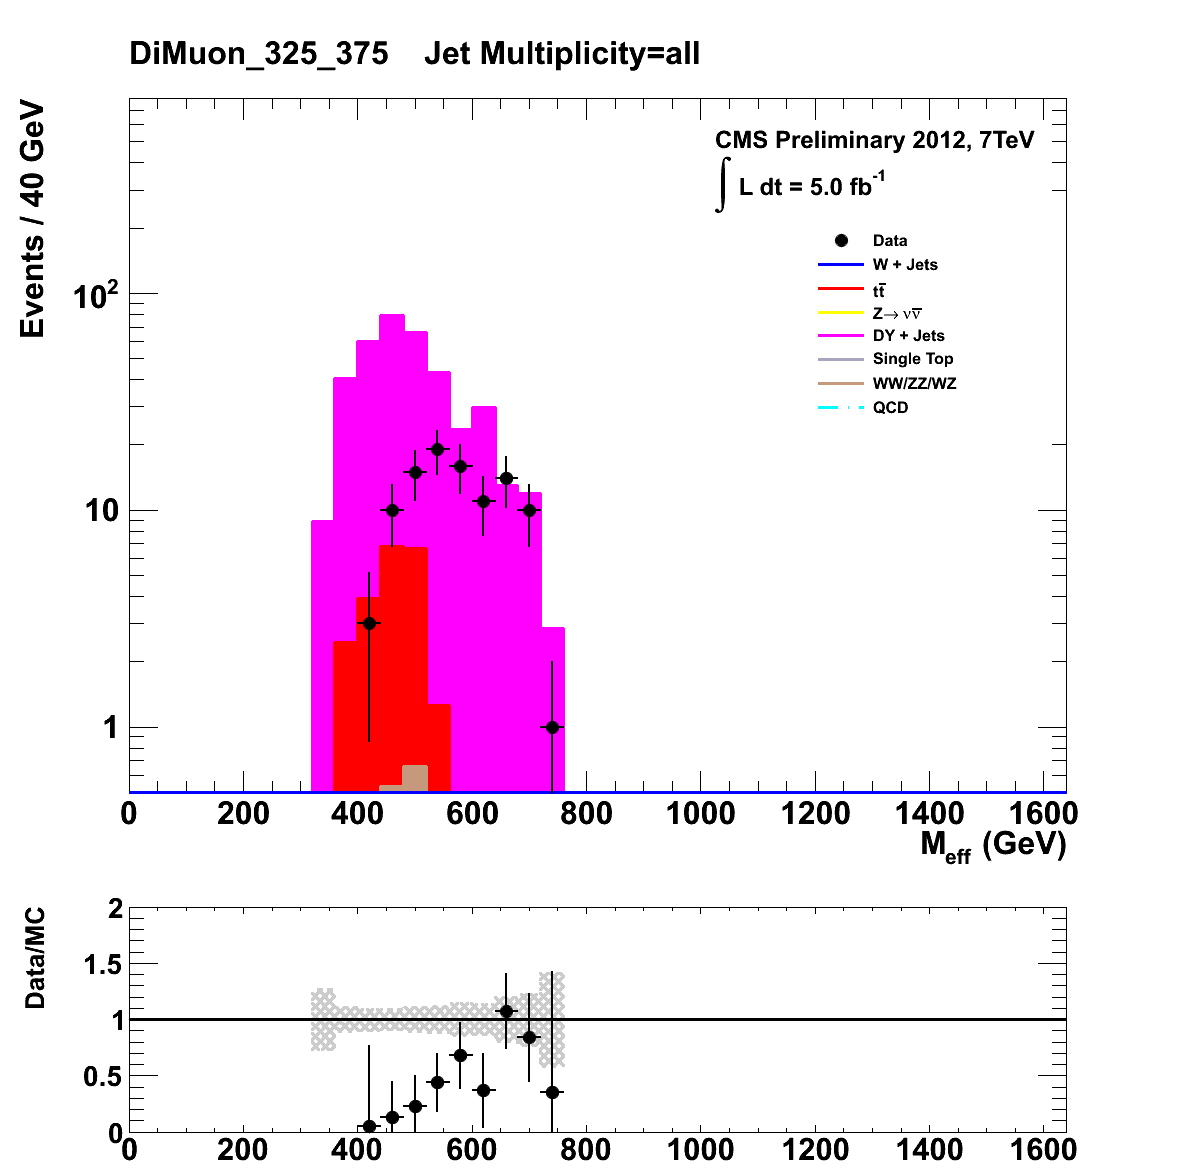 DiMuon_325_375 Jet Multiplicity=all
Events / 40 GeV
CMS Preliminary 2012, 7TeV
∫ L dt = 5.0 fb⁻¹
Data
W + Jets
tt̅
Z→ νν̅
DY + Jets
Single Top
WW/ZZ/WZ
QCD
10²
10
1
0 200 400 600 800 1000 1200 1400 1600
M_eff (GeV)
Data/MC
2
1.5
1
0.5
0
0 200 400 600 800 1000 1200 1400 1600